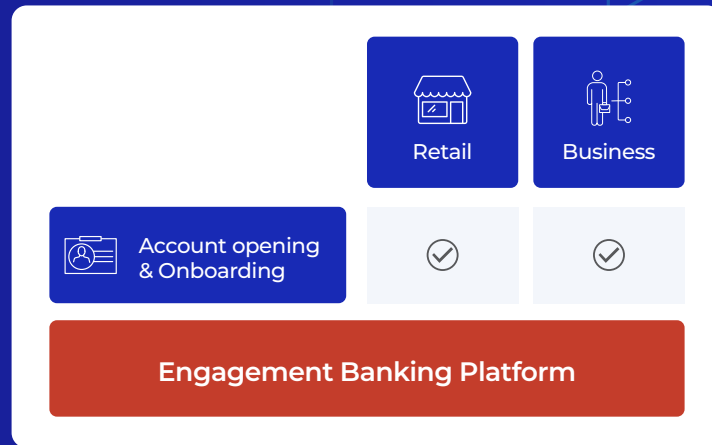 Retail
Business
Account opening
& Onboarding
Engagement Banking Platform